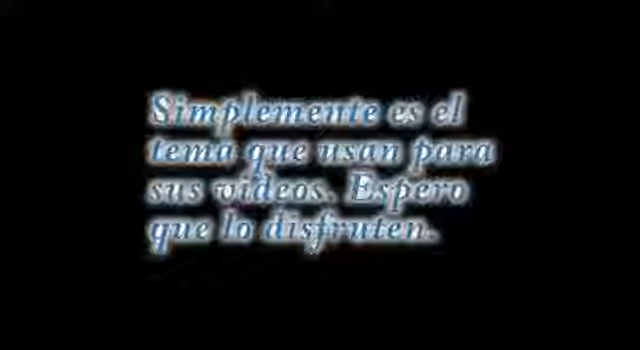 Simplemente es el
tema que usan para
sus videos. Espero
que lo disfruten.